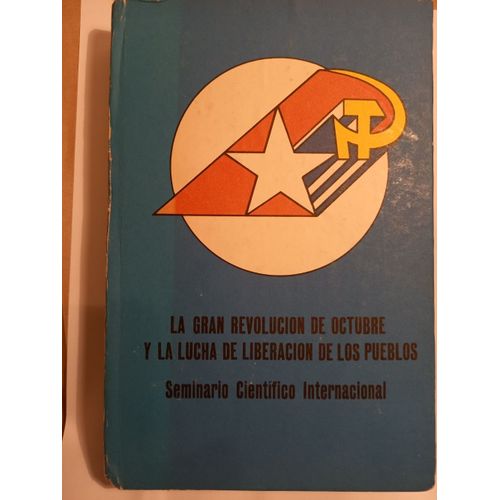 LA GRAN REVOLUCION DE OCTUBRE
Y LA LUCHA DE LIBERACION DE LOS PUEBLOS
Seminario Científico Internacional